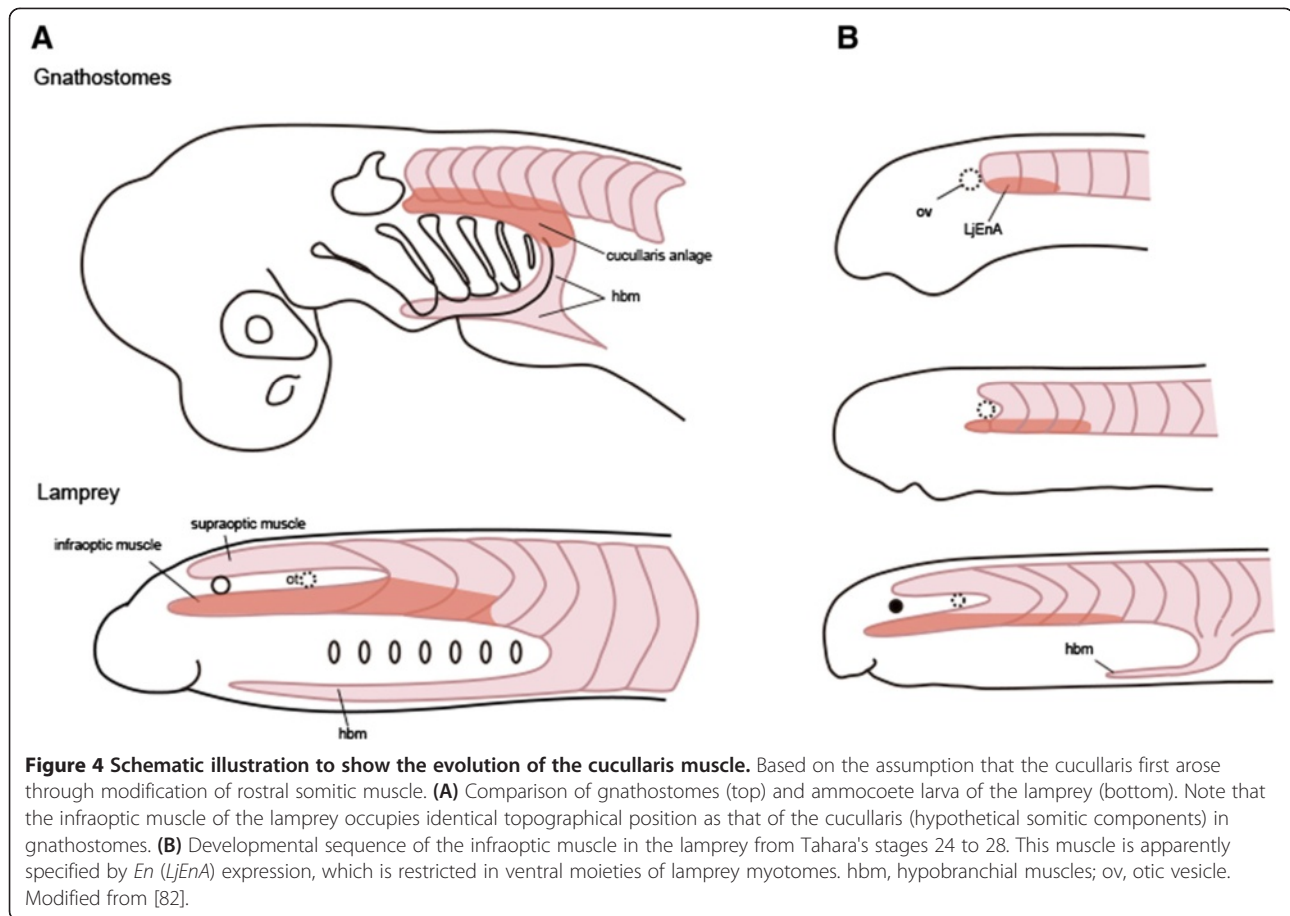 A
B
Gnathostomes
ov
LjEnA
cucullaris anlage
hbm
Lamprey
supraoptic muscle
infraoptic muscle
ot
hbm
hbm
Figure 4 Schematic illustration to show the evolution of the cucullaris muscle. Based on the assumption that the cucullaris first arose
through modification of rostral somitic muscle. (A) Comparison of gnathostomes (top) and ammocoete larva of the lamprey (bottom). Note that
the infraoptic muscle of the lamprey occupies identical topographical position as that of the cucullaris (hypothetical somitic components) in
gnathostomes. (B) Developmental sequence of the infraoptic muscle in the lamprey from Tahara's stages 24 to 28. This muscle is apparently
specified by En (LjEnA) expression, which is restricted in ventral moieties of lamprey myotomes. hbm, hypobranchial muscles; ov, otic vesicle.
Modified from [82].